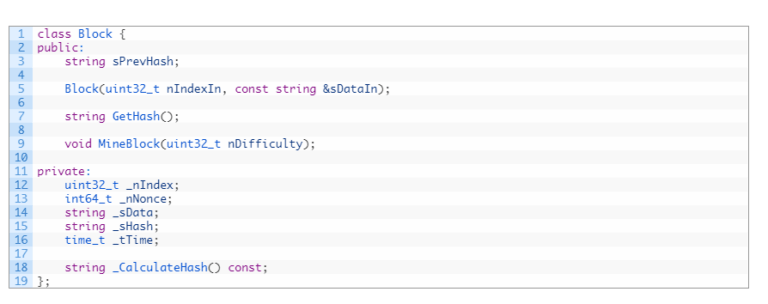 1 class Block {
2 public:
3     string sPrevHash;
4
5     Block(uint32_t nIndexIn, const string &sDataIn);
6
7     string GetHash();
8
9     void MineBlock(uint32_t nDifficulty);
10
11 private:
12     uint32_t _nIndex;
13     int64_t _nNonce;
14     string _sData;
15     string _sHash;
16     time_t _tTime;
17
18     string _CalculateHash() const;
19 };